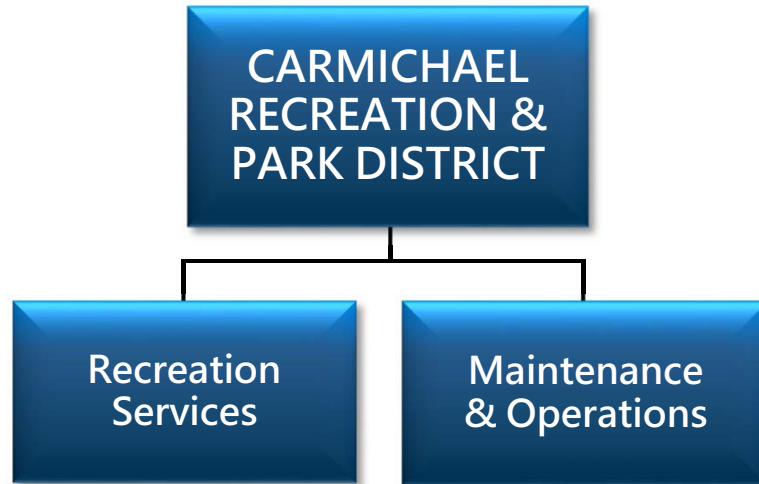 CARMICHAEL
RECREATION &
PARK DISTRICT
Recreation
Services
Maintenance
& Operations